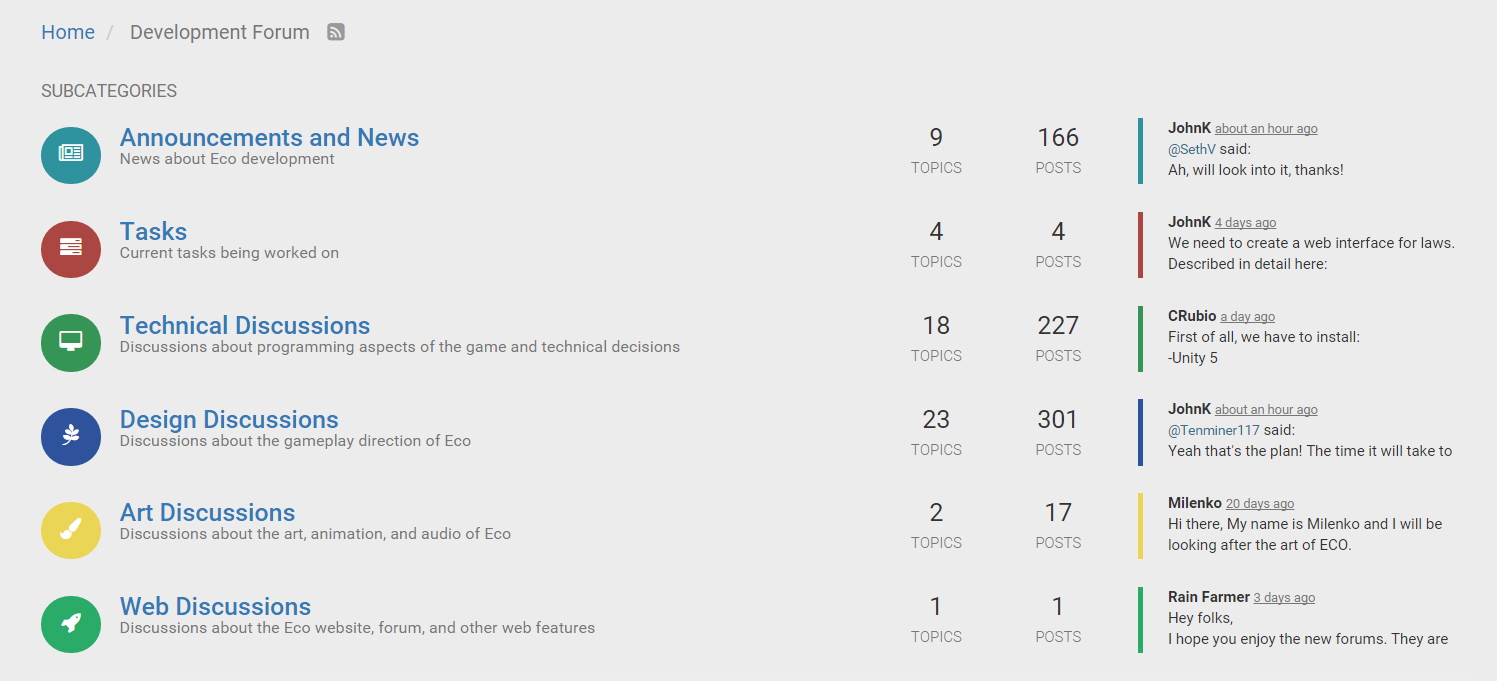 Home / Development Forum
SUBCATEGORIES
Announcements and News
News about Eco development
9
TOPICS
166
POSTS
JohnK about an hour ago
@SethV said:
Ah, will look into it, thanks!
Tasks
Current tasks being worked on
4
TOPICS
4
POSTS
JohnK 4 days ago
We need to create a web interface for laws.
Described in detail here:
Technical Discussions
Discussions about programming aspects of the game and technical decisions
18
TOPICS
227
POSTS
CRubio a day ago
First of all, we have to install:
-Unity 5
Design Discussions
Discussions about the gameplay direction of Eco
23
TOPICS
301
POSTS
JohnK about an hour ago
@Tenminer117 said:
Yeah that's the plan! The time it will take to
Art Discussions
Discussions about the art, animation, and audio of Eco
2
TOPICS
17
POSTS
Milenko 20 days ago
Hi there, My name is Milenko and I will be
looking after the art of ECO.
Web Discussions
Discussions about the Eco website, forum, and other web features
1
TOPICS
1
POSTS
Rain Farmer 3 days ago
Hey folks,
I hope you enjoy the new forums. They are